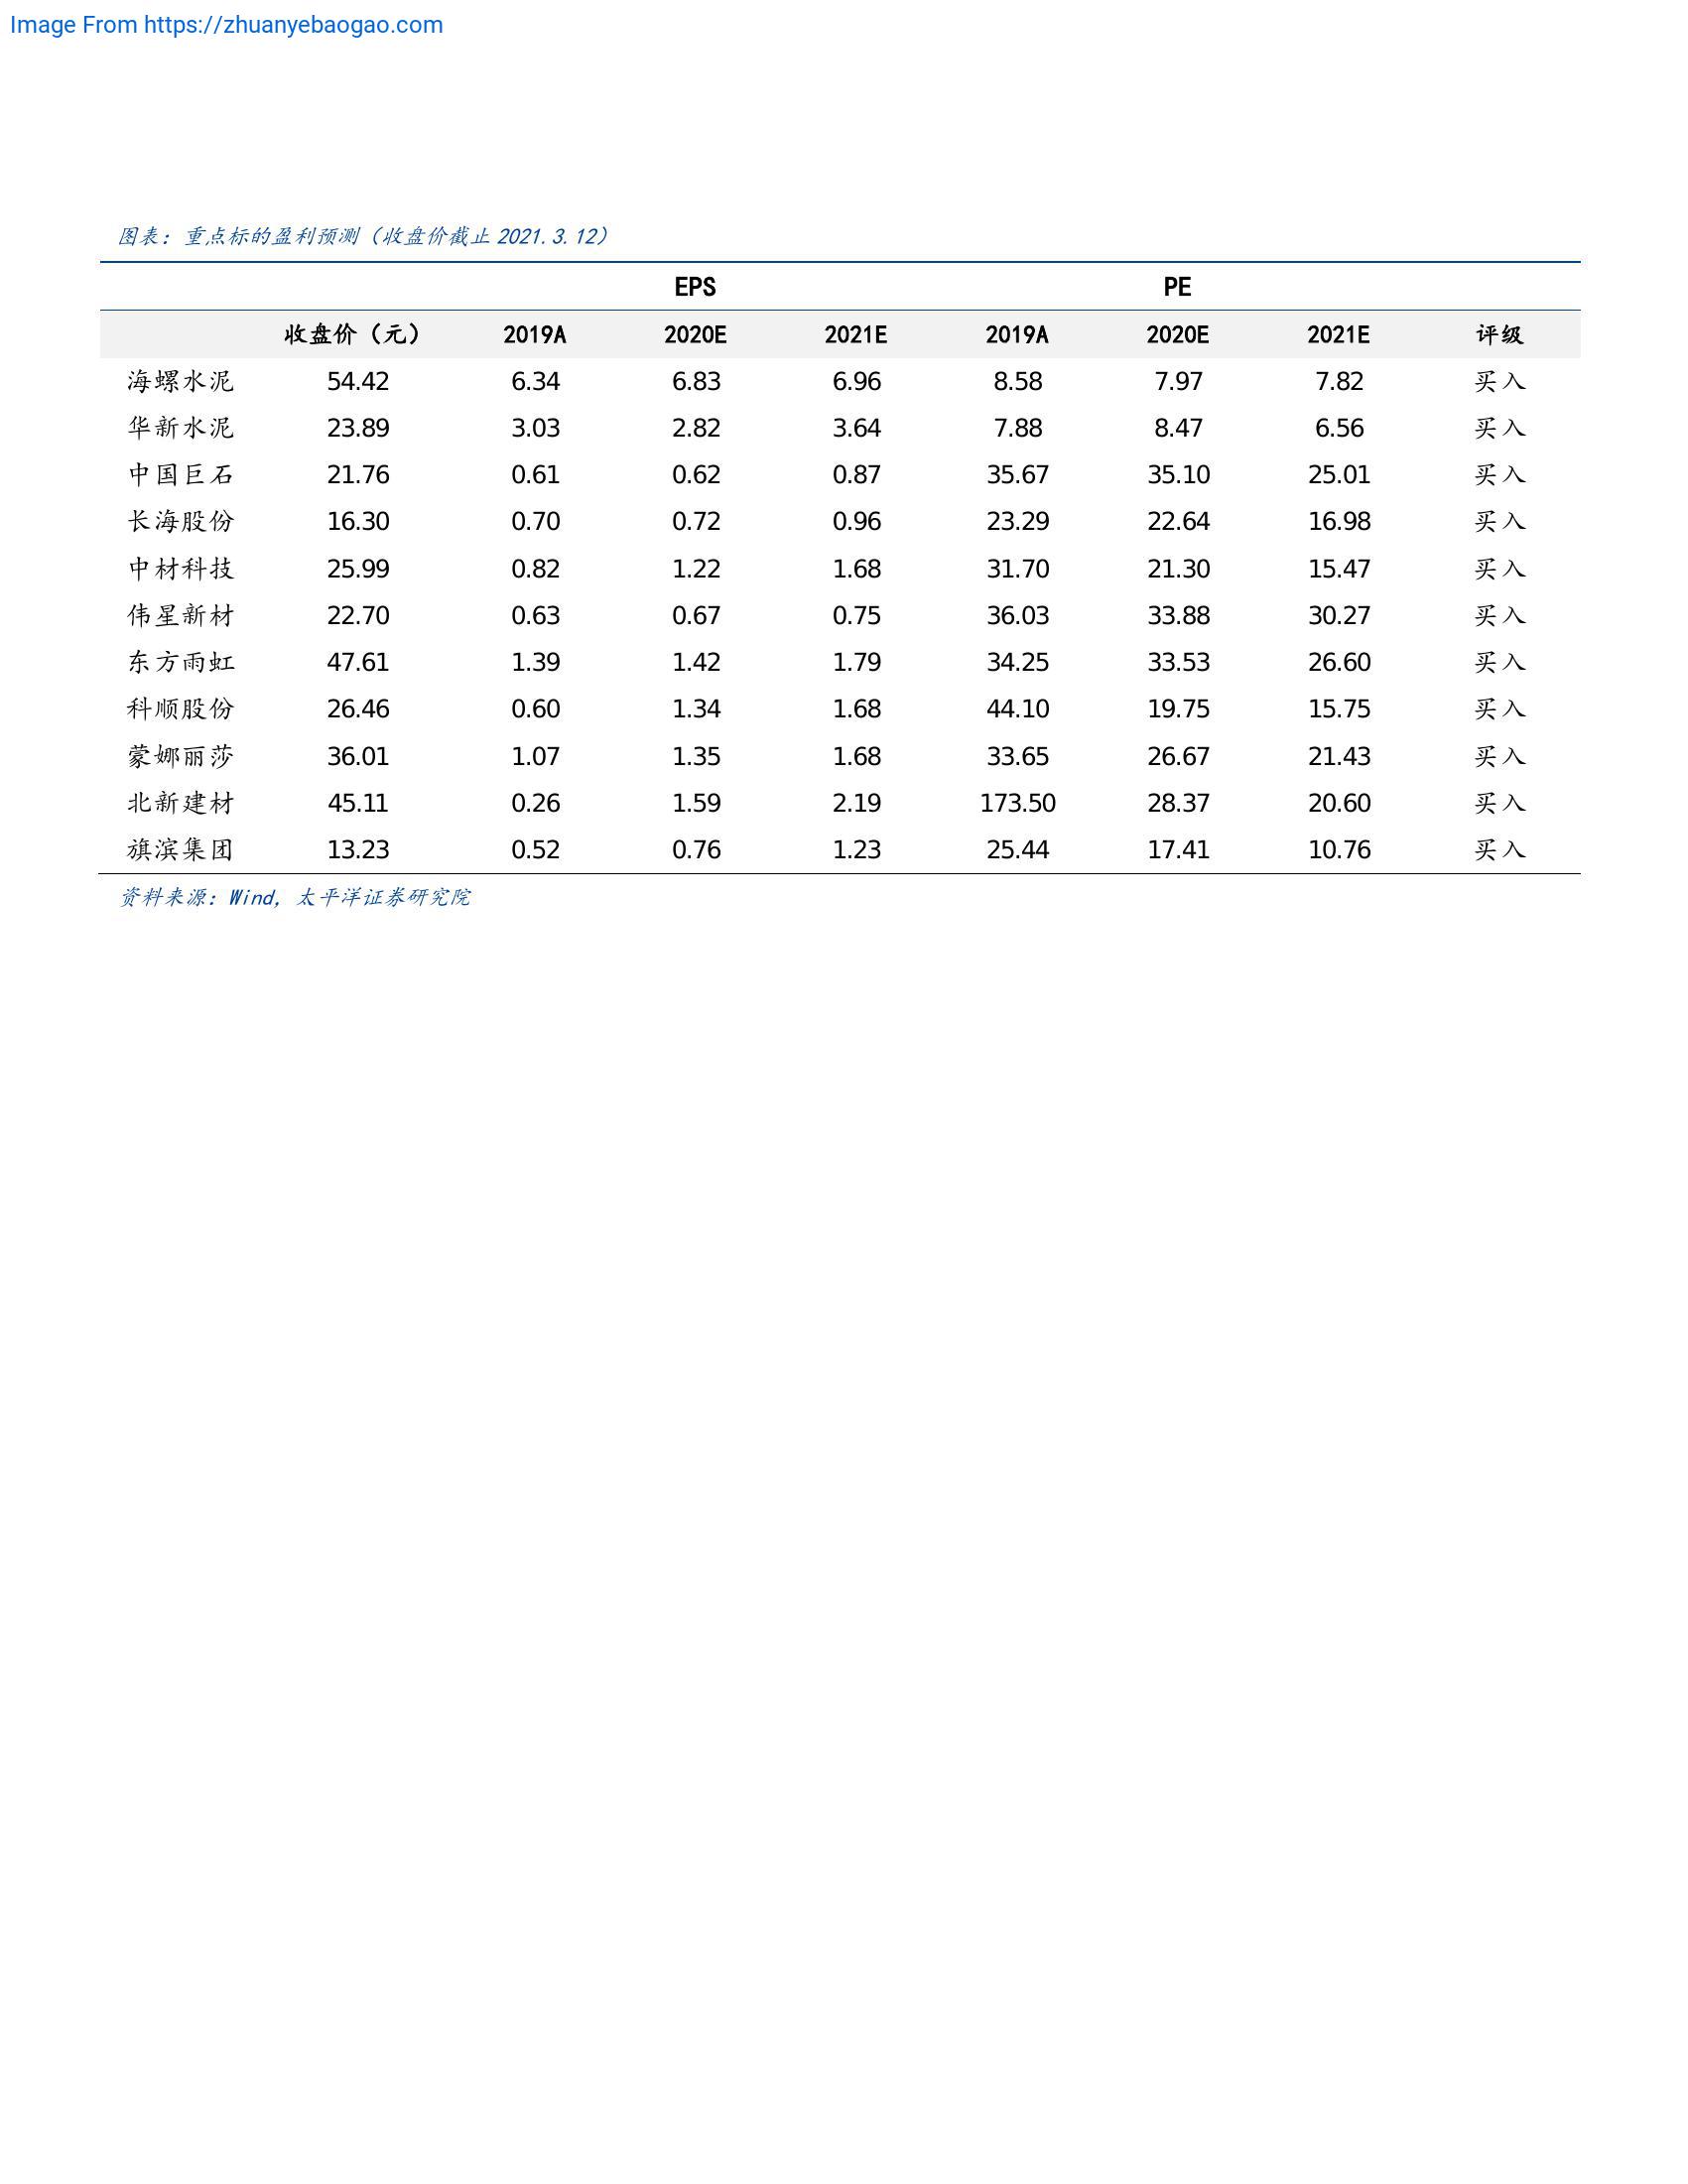 Image From https://zhuanyebaogao.com
图表：重点标的盈利预测（收盘价截止 2021.3.12）
EPS PE
收盘价（元） 2019A 2020E 2021E 2019A 2020E 2021E 评级
海螺水泥 54.42 6.34 6.83 6.96 8.58 7.97 7.82 买入
华新水泥 23.89 3.03 2.82 3.64 7.88 8.47 6.56 买入
中国巨石 21.76 0.61 0.62 0.87 35.67 35.10 25.01 买入
长海股份 16.30 0.70 0.72 0.96 23.29 22.64 16.98 买入
中材科技 25.99 0.82 1.22 1.68 31.70 21.30 15.47 买入
伟星新材 22.70 0.63 0.67 0.75 36.03 33.88 30.27 买入
东方雨虹 47.61 1.39 1.42 1.79 34.25 33.53 26.60 买入
科顺股份 26.46 0.60 1.34 1.68 44.10 19.75 15.75 买入
蒙娜丽莎 36.01 1.07 1.35 1.68 33.65 26.67 21.43 买入
北新建材 45.11 0.26 1.59 2.19 173.50 28.37 20.60 买入
旗滨集团 13.23 0.52 0.76 1.23 25.44 17.41 10.76 买入
资料来源：Wind，太平洋证券研究院